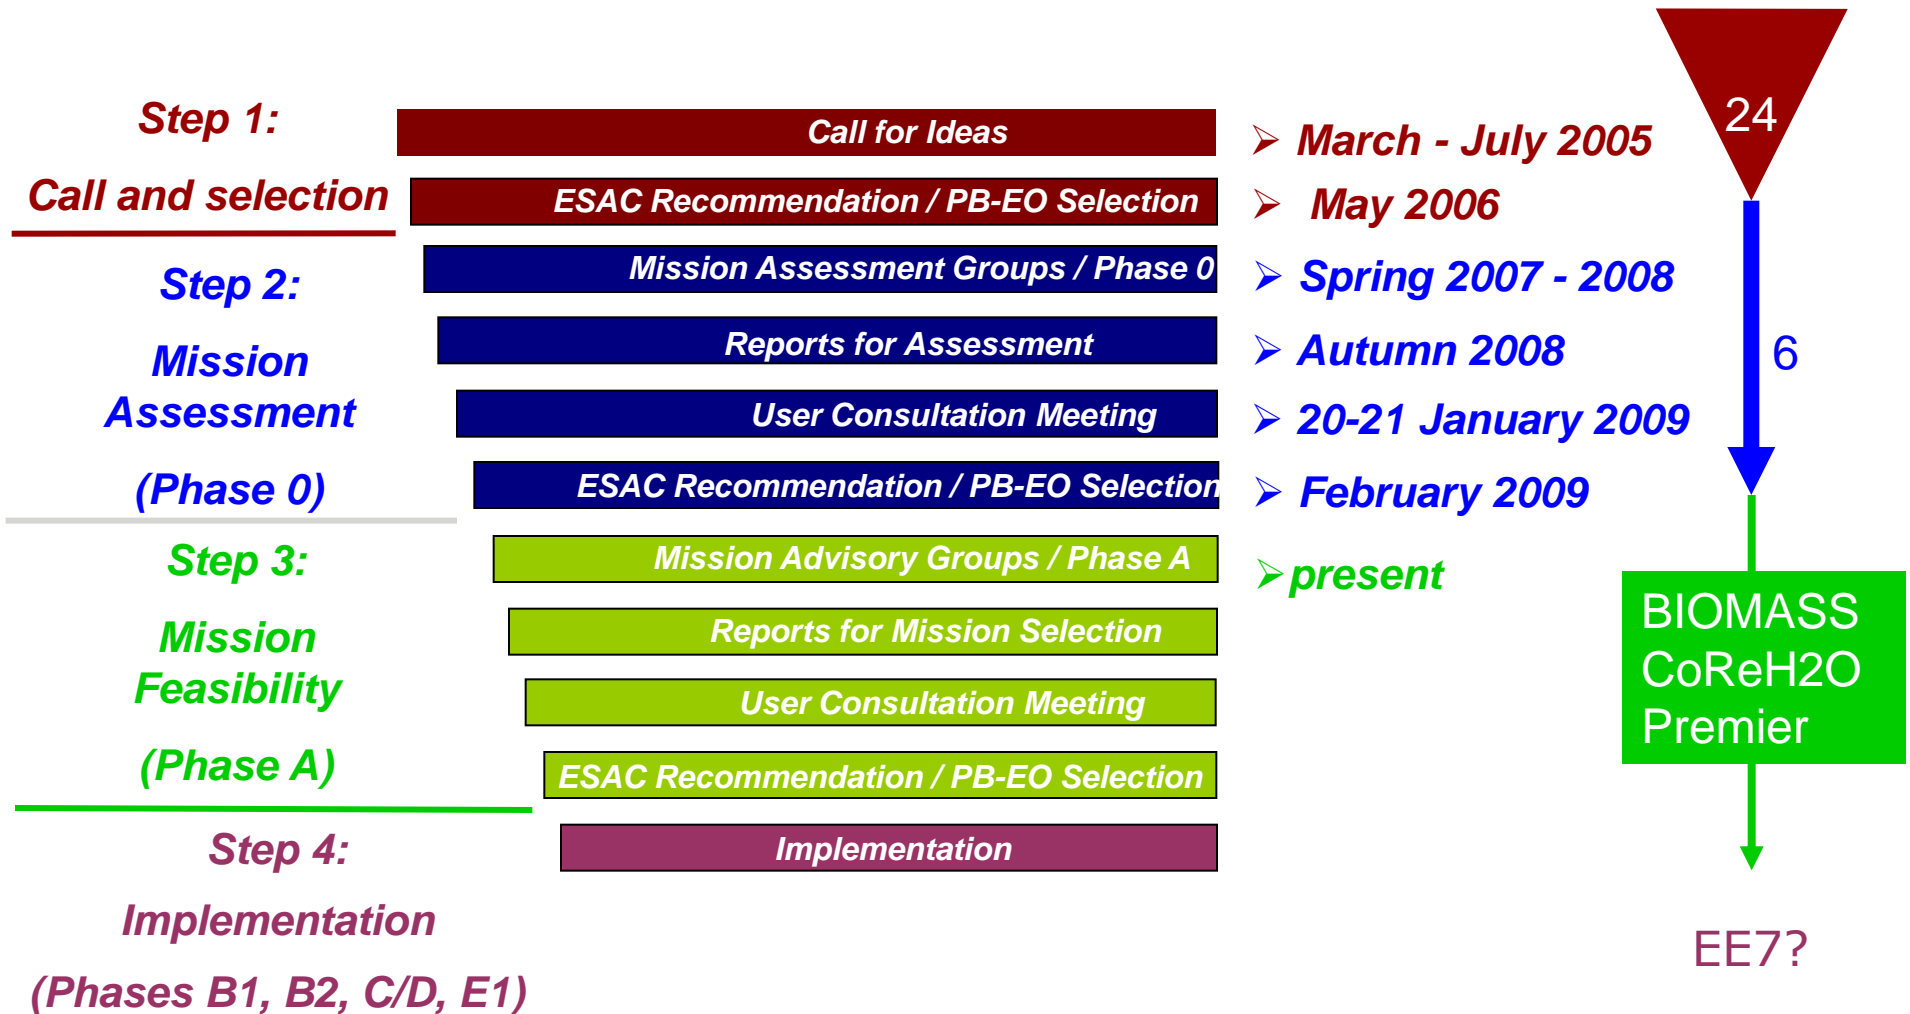 Step 1:
Call and selection
Step 2:
Mission
Assessment
(Phase 0)
Step 3:
Mission
Feasibility
(Phase A)
Step 4:
Implementation
(Phases B1, B2, C/D, E1)
Call for Ideas
ESAC Recommendation / PB-EO Selection
Mission Assessment Groups / Phase 0
Reports for Assessment
User Consultation Meeting
ESAC Recommendation / PB-EO Selection
Mission Advisory Groups / Phase A
Reports for Mission Selection
User Consultation Meeting
ESAC Recommendation / PB-EO Selection
Implementation
➢ March - July 2005
➢ May 2006
➢ Spring 2007 - 2008
➢ Autumn 2008
➢ 20-21 January 2009
➢ February 2009
➢ present
24
6
BIOMASS
CoReH2O
Premier
EE7?